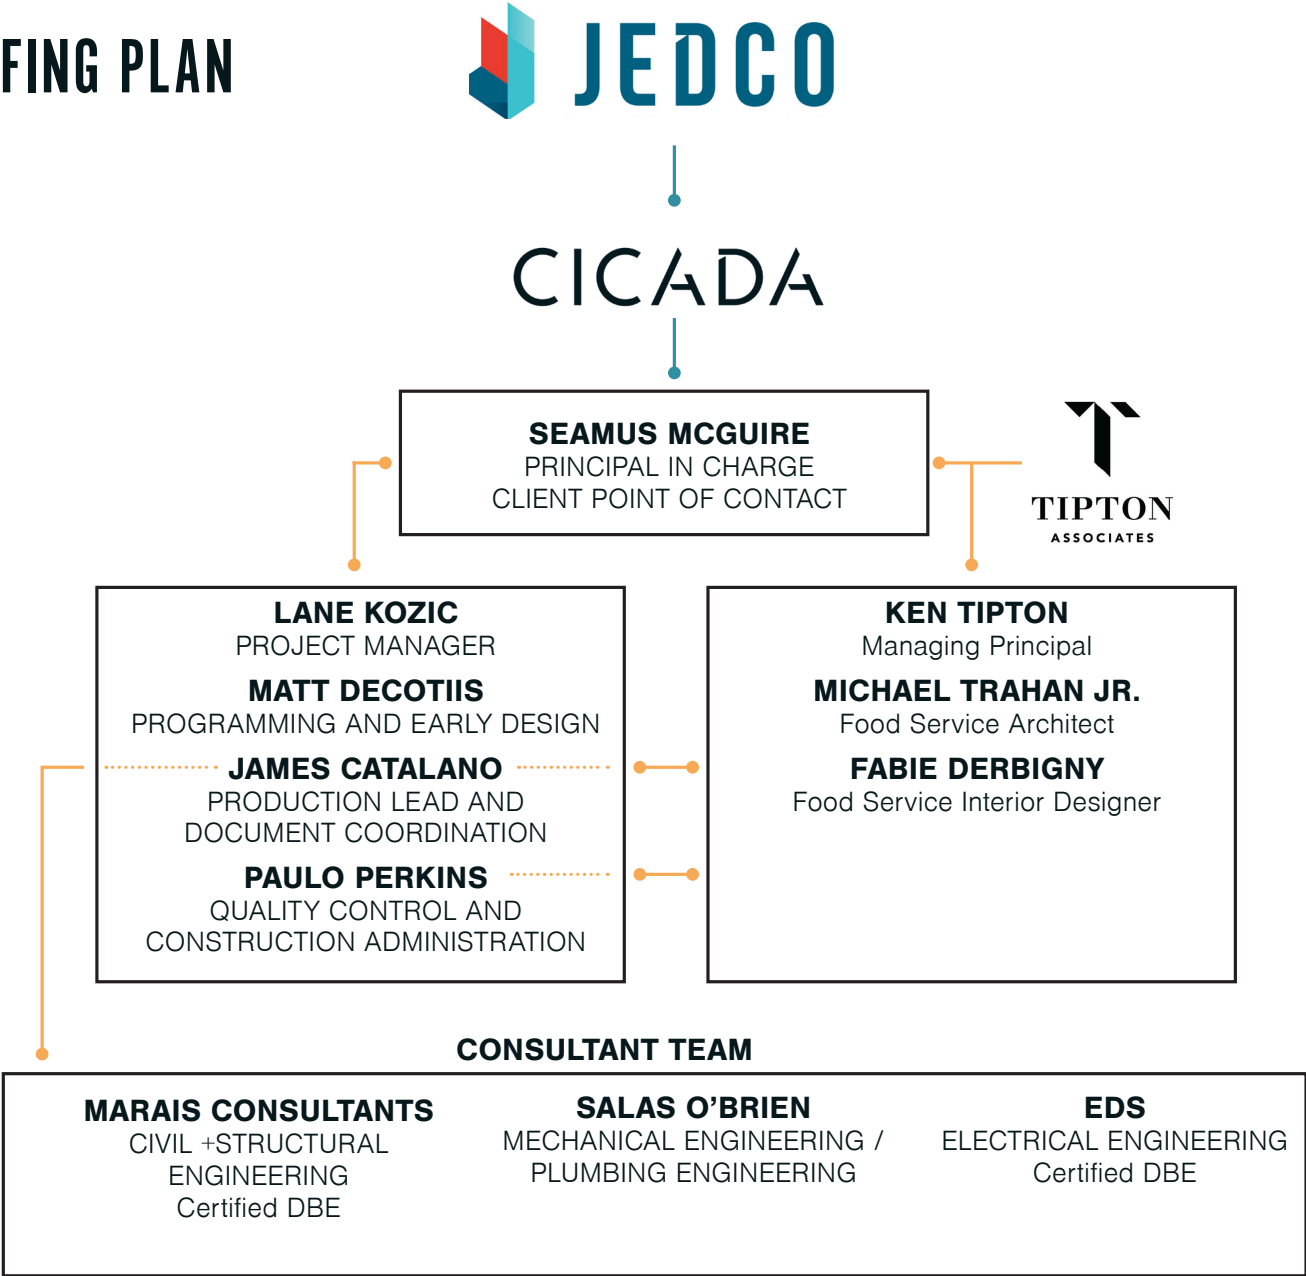 FING PLAN
JEDCO
CICADA
SEAMUS MCGUIRE
PRINCIPAL IN CHARGE
CLIENT POINT OF CONTACT
TIPTON
ASSOCIATES
LANE KOZIC
PROJECT MANAGER
MATT DECOTIIS
PROGRAMMING AND EARLY DESIGN
JAMES CATALANO
PRODUCTION LEAD AND
DOCUMENT COORDINATION
PAULO PERKINS
QUALITY CONTROL AND
CONSTRUCTION ADMINISTRATION
KEN TIPTON
Managing Principal
MICHAEL TRAHAN JR.
Food Service Architect
FABIE DERBIGNY
Food Service Interior Designer
CONSULTANT TEAM
MARAIS CONSULTANTS
CIVIL +STRUCTURAL
ENGINEERING
Certified DBE
SALAS O’BRIEN
MECHANICAL ENGINEERING /
PLUMBING ENGINEERING
EDS
ELECTRICAL ENGINEERING
Certified DBE